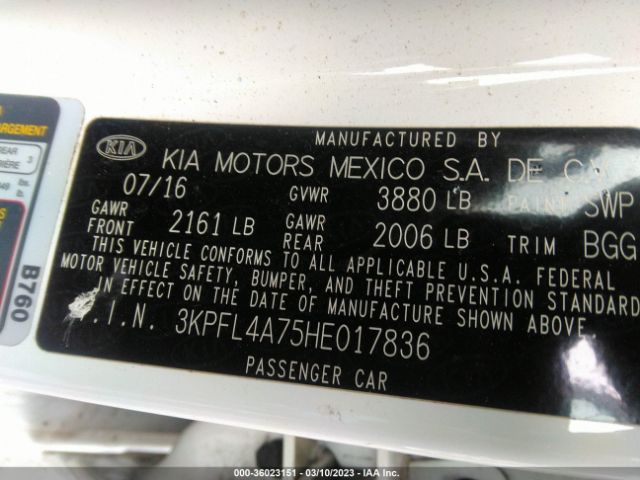 MANUFACTURED BY
KIA KIA MOTORS MEXICO S.A. DE C.V
07/16 GVWR 3880 LB PAINT SWP
GAWR FRONT 2161 LB GAWR REAR 2006 LB TRIM BGG
THIS VEHICLE CONFORMS TO ALL APPLICABLE U.S.A. FEDERAL
MOTOR VEHICLE SAFETY, BUMPER, AND THEFT PREVENTION STANDARD
IN EFFECT ON THE DATE OF MANUFACTURE SHOWN ABOVE.
.I.N. 3KPFL4A75HE017836
PASSENGER CAR
ARGEMENT
REAR 3
B760
000-36023151 — 03/10/2023 — IAA Inc.